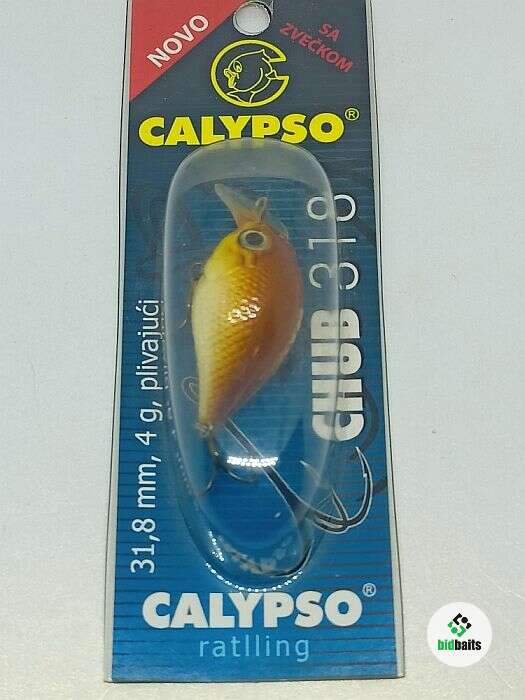 NOVO
SA
ZVEČKOM
CALYPSO®
CHUB 318
31,8 mm, 4 g, plivajući
CALYPSO®
ratlling
bidbaits